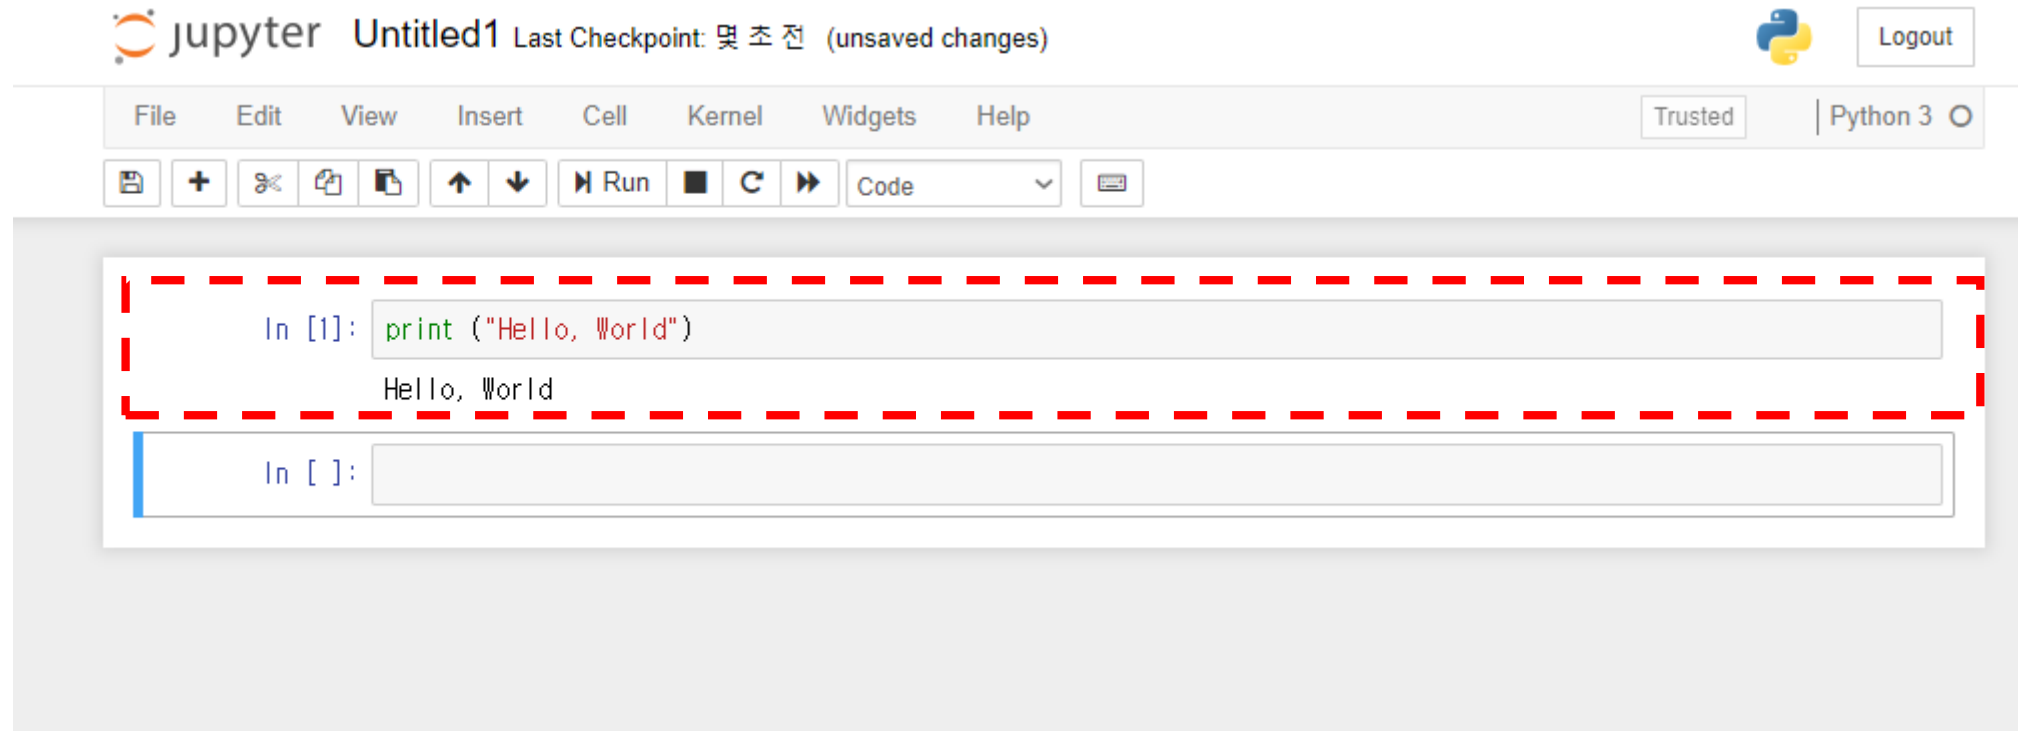 jupyter Untitled1 Last Checkpoint: 몇 초 전 (unsaved changes) Logout
File Edit View Insert Cell Kernel Widgets Help Trusted Python 3
Run Code
In [1]: print ("Hello, World")
Hello, World
In [ ]: